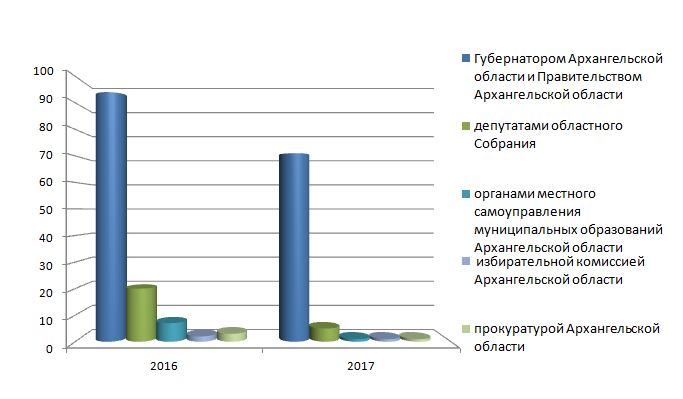 100
90
80
70
60
50
40
30
20
10
0
2016
2017
Губернатором Архангельской
области и Правительством
Архангельской области
депутатами областного
Собрания
органами местного
самоуправления
муниципальных образований
Архангельской области
избирательной комиссией
Архангельской области
прокуратурой Архангельской
области